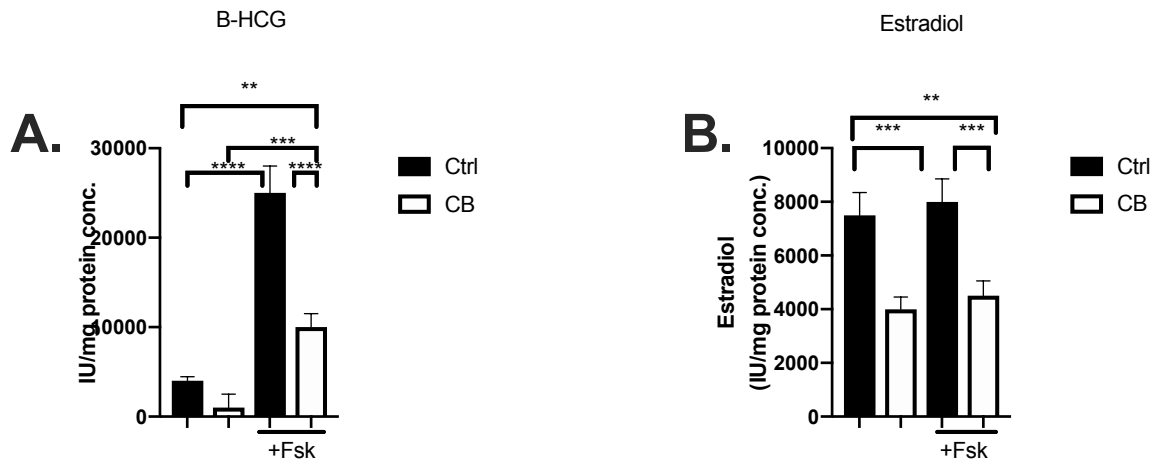 B-HCG
A.
**
***
****
****
30000
20000
10000
0
IU/mg protein conc.
+Fsk
Ctrl
CB
Estradiol
B.
**
***
***
10000
8000
6000
4000
2000
0
Estradiol
(IU/mg protein conc.)
+Fsk
Ctrl
CB